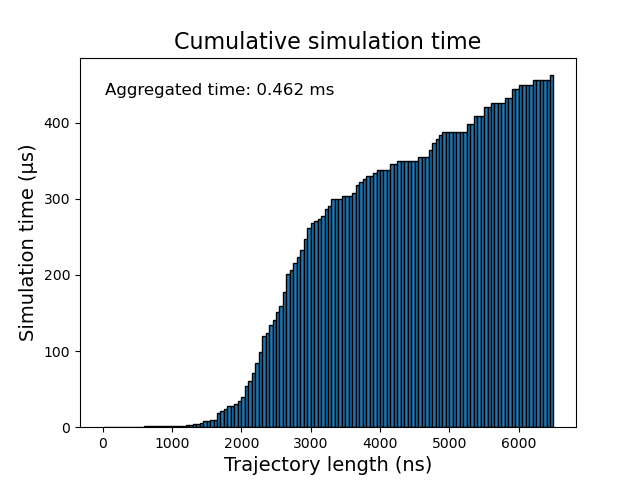 Cumulative simulation time
Aggregated time: 0.462 ms
Simulation time (µs)
400
300
200
100
0
0 1000 2000 3000 4000 5000 6000
Trajectory length (ns)